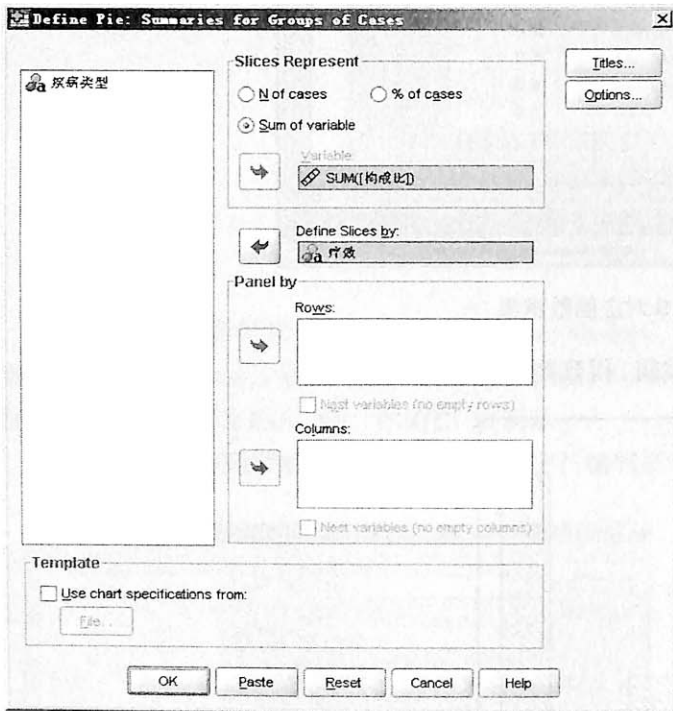 Define Pie: Summaries for Groups of Cases
疾病类型
Slices Represent
N of cases
% of cases
Sum of variable
Variable:
SUM([构成比])
Define Slices by:
疗效
Panel by
Rows:
Nest variables (no empty rows)
Columns:
Nest variables (no empty columns)
Template
Use chart specifications from:
File...
Titles...
Options...
OK
Paste
Reset
Cancel
Help